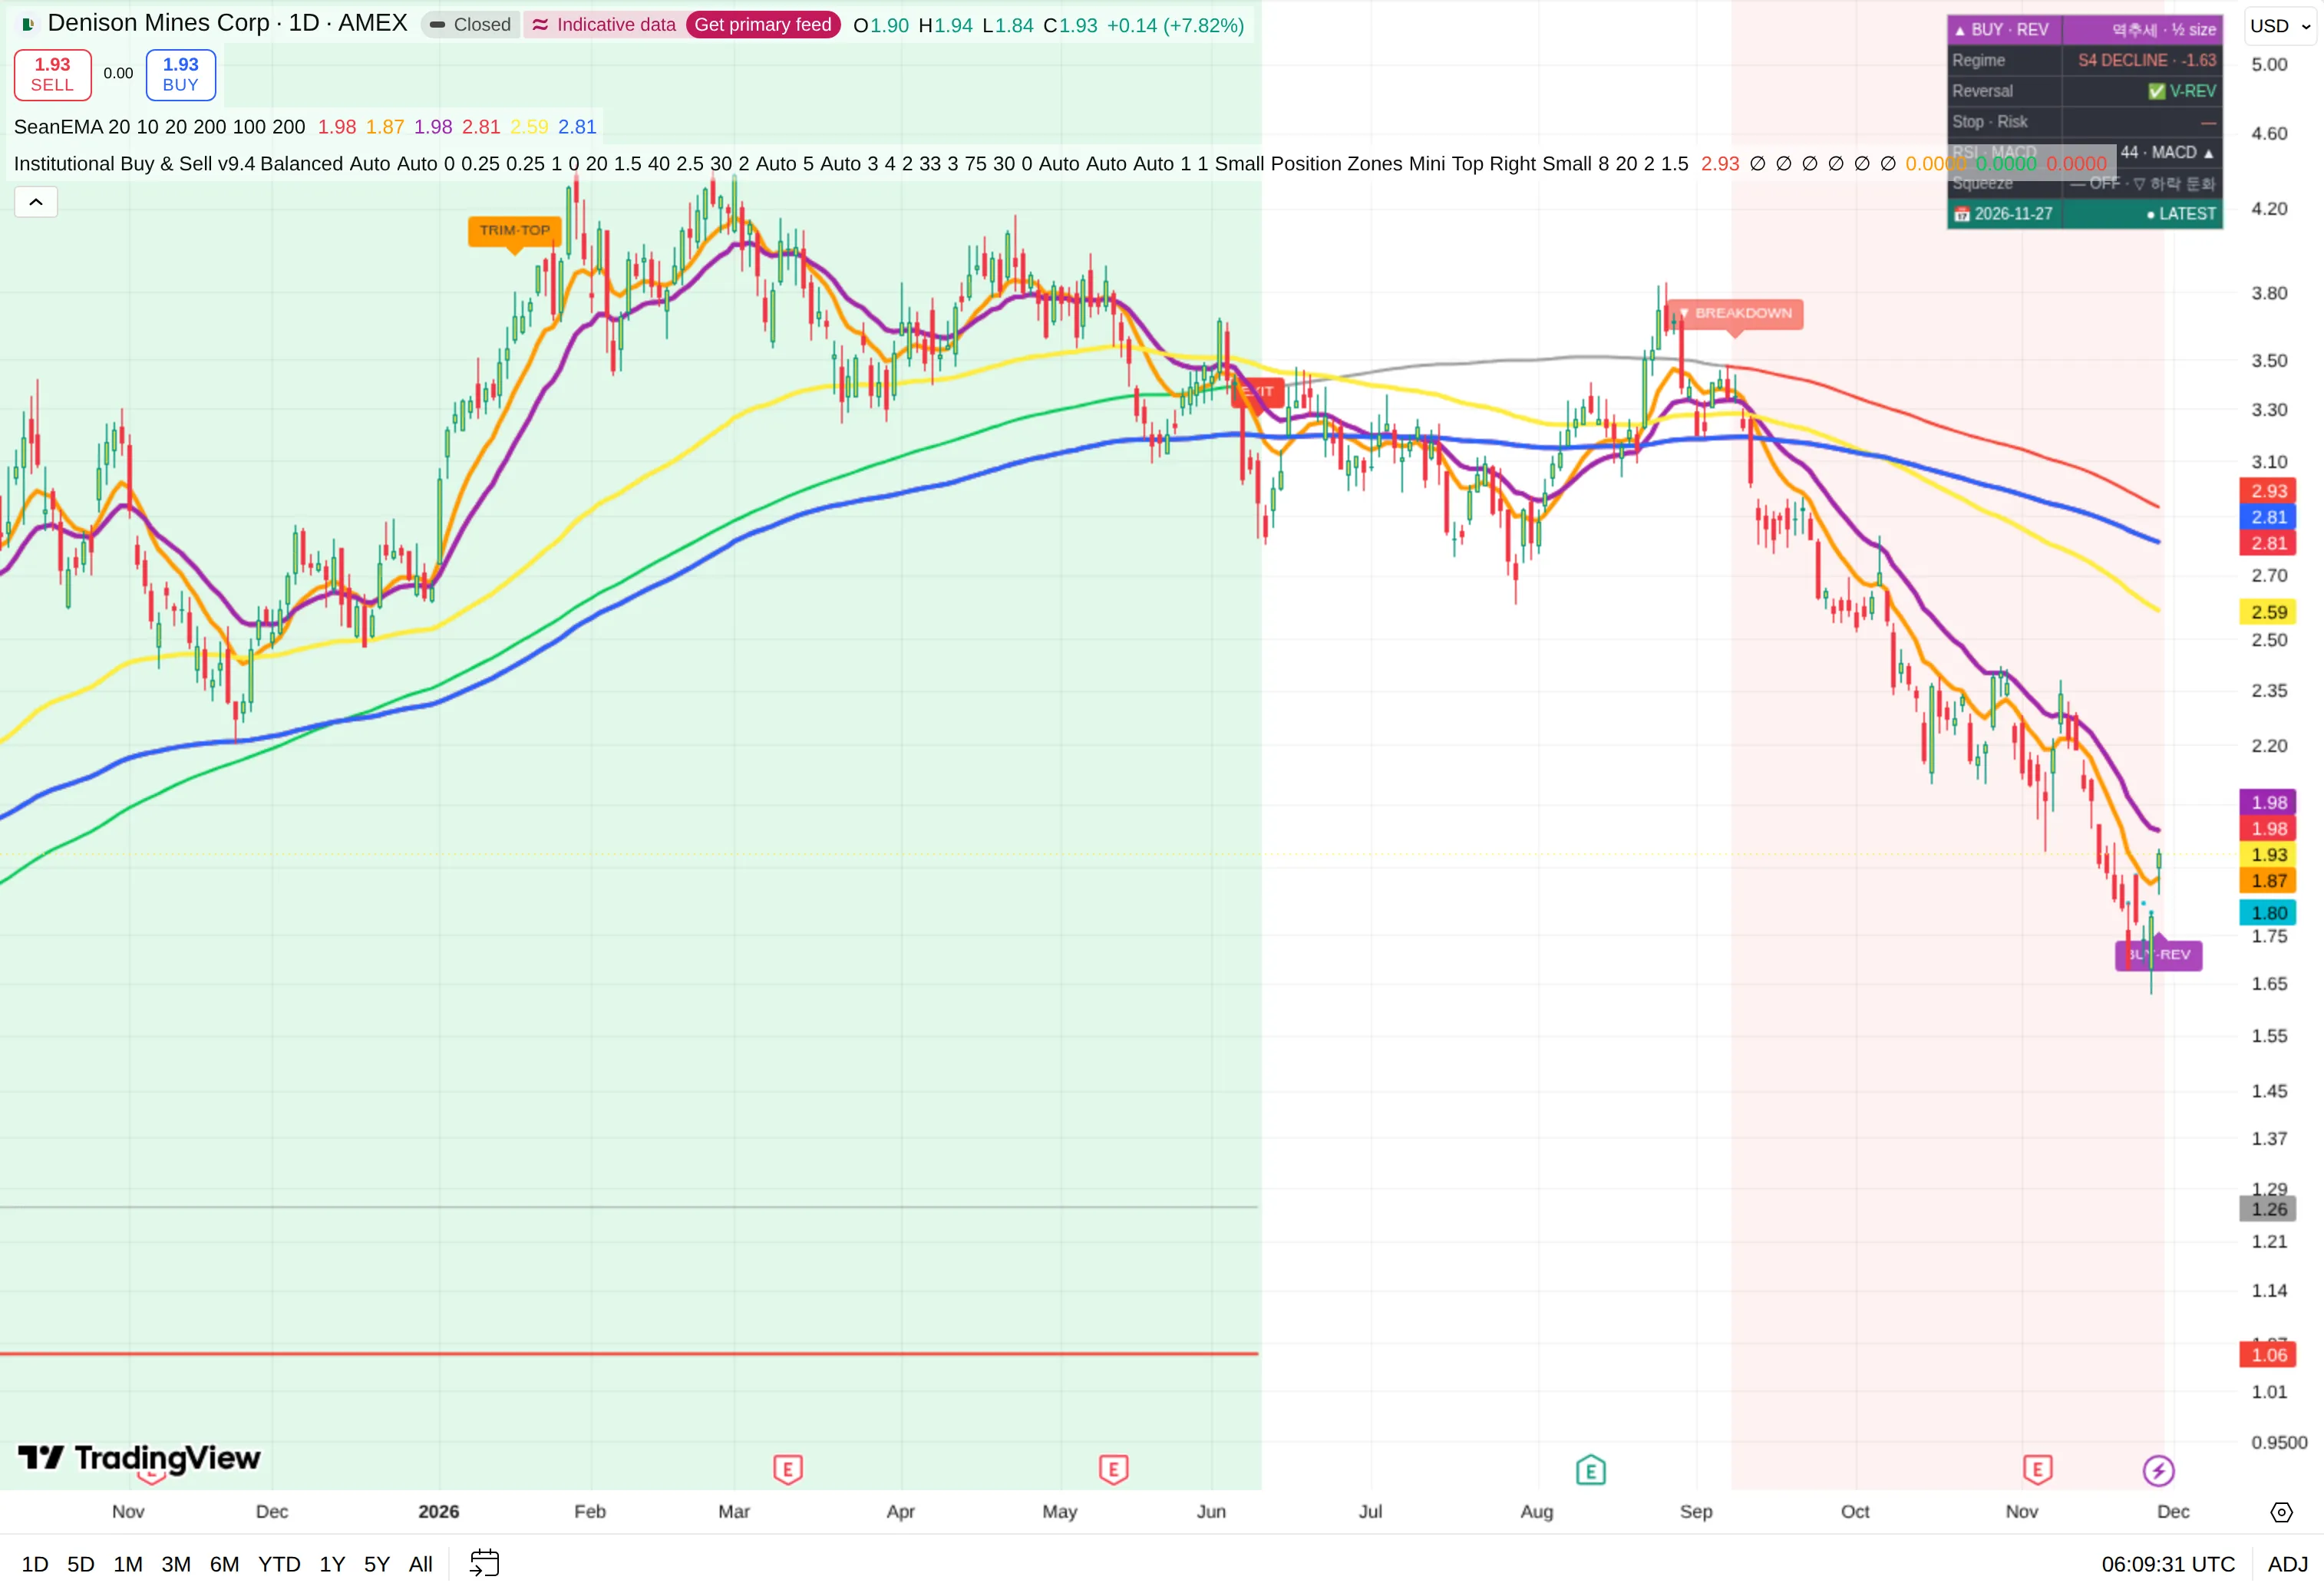 Denison Mines Corp · 1D · AMEX Closed Indicative data Get primary feed O1.90 H1.94 L1.84 C1.93 +0.14 (+7.82%)
USD
1.93 SELL 0.00 1.93 BUY
SeanEMA 20 10 20 200 100 200 1.98 1.87 1.98 2.81 2.59 2.81
Institutional Buy & Sell v9.4 Balanced Auto Auto 0 0.25 0.25 1 0 20 1.5 40 2.5 30 2 Auto 5 Auto 3 4 2 33 3 75 30 0 Auto Auto Auto 1 1 Small Position Zones Mini Top Right Small 8 20 2 1.5 2.93 ∅ ∅ ∅ ∅ ∅ ∅ 0.0000 0.0000 0.0000
▲ BUY · REV 역추세 · ½ size
Regime S4 DECLINE · -1.63
Reversal ✅ V-REV
Stop · Risk —
RSI · MACD 44 · MACD ▲
Squeeze — OFF · ▽ 하락 둔화
📅 2026-11-27 ● LATEST
TRIM-TOP
EXIT
▼ BREAKDOWN
BUY-REV
5.00
4.60
4.20
3.80
3.50
3.30
3.10
2.93
2.81
2.81
2.70
2.59
2.50
2.35
2.20
1.98
1.98
1.93
1.87
1.80
1.75
1.65
1.55
1.45
1.37
1.29
1.26
1.21
1.14
1.06
1.01
0.9500
TradingView
E E E E
Nov Dec 2026 Feb Mar Apr May Jun Jul Aug Sep Oct Nov Dec
1D 5D 1M 3M 6M YTD 1Y 5Y All 06:09:31 UTC ADJ